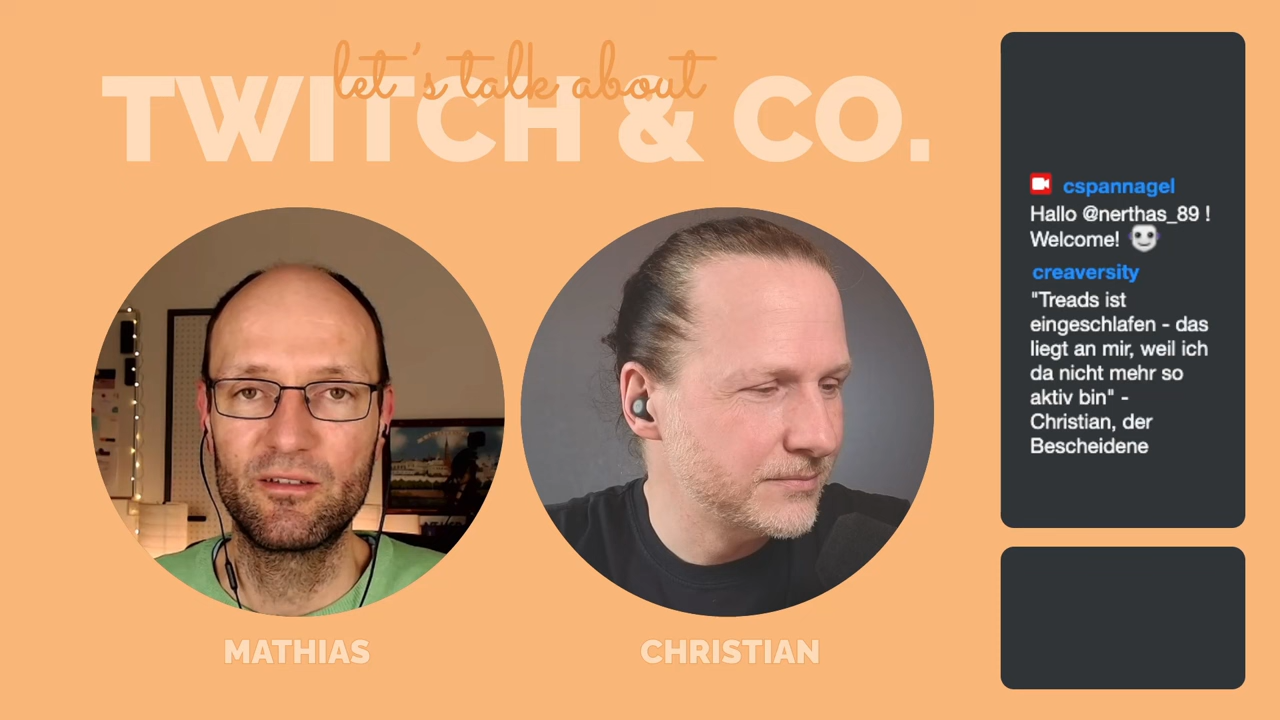 let's talk about
TWITCH & CO.
MATHIAS
CHRISTIAN
cspannagel
Hallo @nerthas_89 !
Welcome!
creaversity
"Treads ist
eingeschlafen - das
liegt an mir, weil ich
da nicht mehr so
aktiv bin" -
Christian, der
Bescheidene